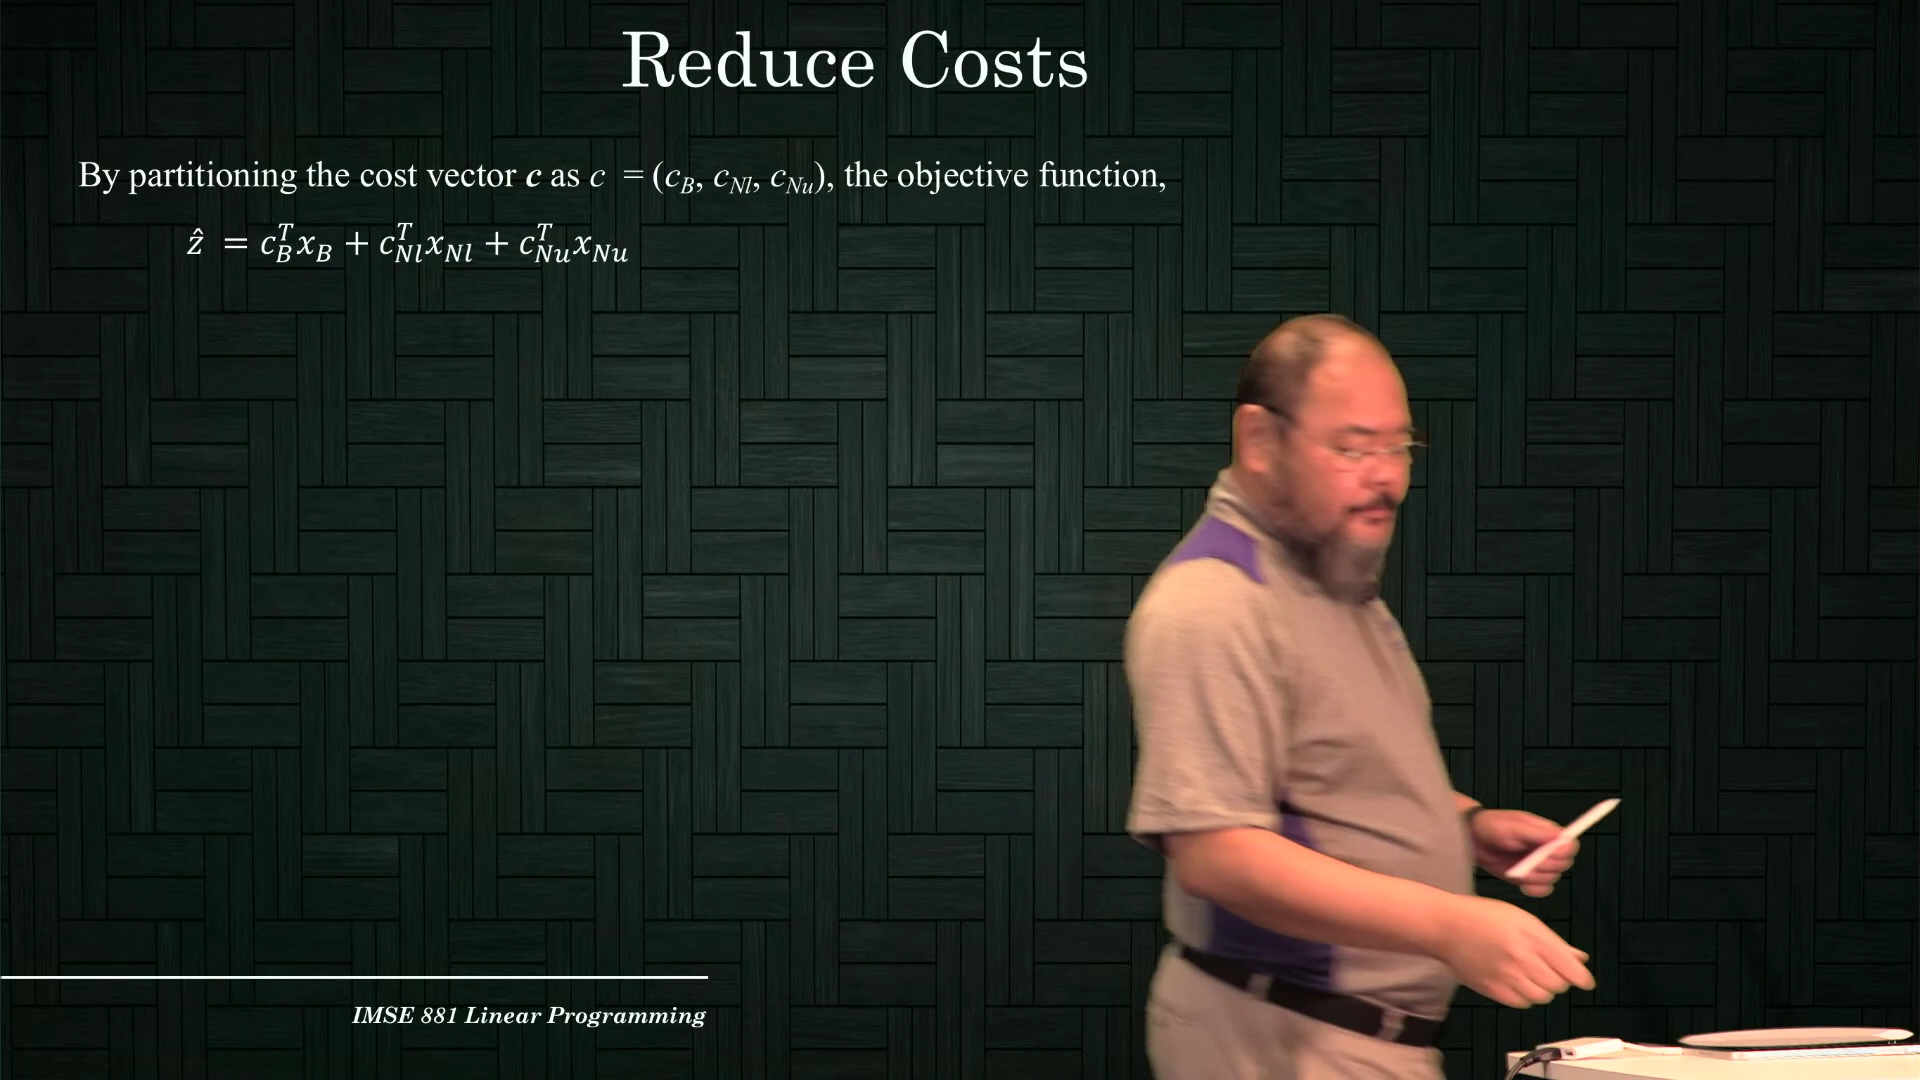 Reduce Costs
By partitioning the cost vector c as c = (c_B, c_Nl, c_Nu), the objective function,
ẑ = c_B^T x_B + c_Nl^T x_Nl + c_Nu^T x_Nu
IMSE 881 Linear Programming